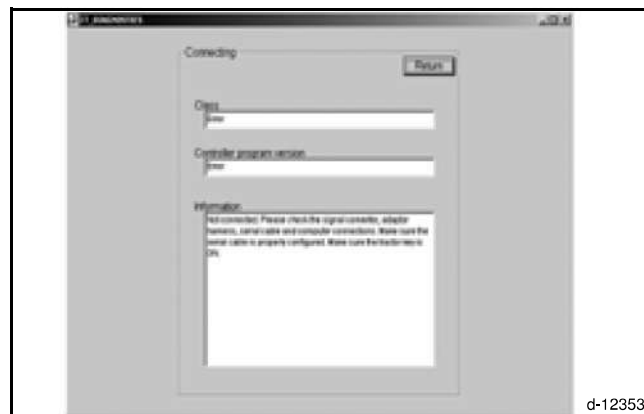 CT_DIAGNOSTICS
Connecting
Return
Class
Error
Controller program version
Error
Information
Not connected. Please check the signal converter, adaptor
harness, serial cable and computer connections. Make sure the
serial cable is properly configured. Make sure the tractor key is
ON.
d-12353